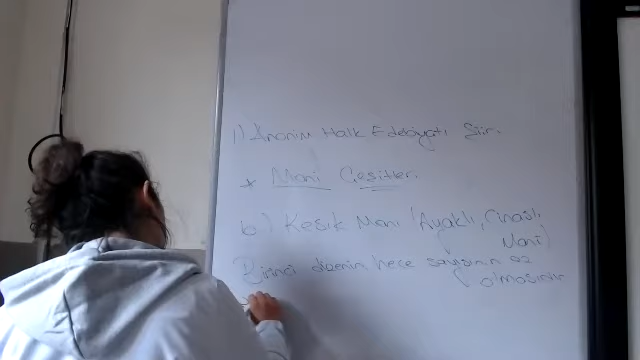 1) Anonim Halk Edebiyatı Şiir.
* Mani Çeşitleri
b) Kesik Mani (Ayaklı, Cinaslı
Mani)
Birinci dizenin hece sayısının az
olmasıdır